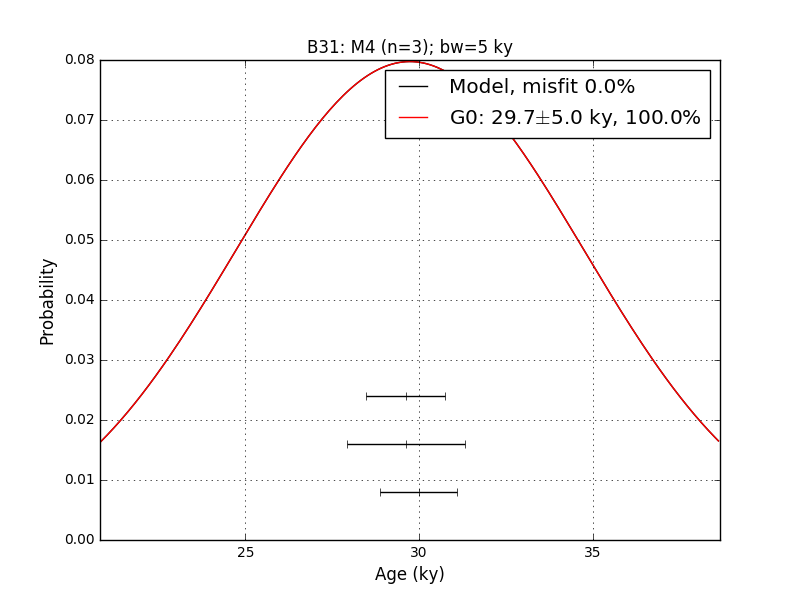 B31: M4 (n=3); bw=5 ky
Model, misfit 0.0%
G0: 29.7±5.0 ky, 100.0%
0.08
0.07
0.06
0.05
0.04
0.03
0.02
0.01
0.00
Probability
25 30 35
Age (ky)